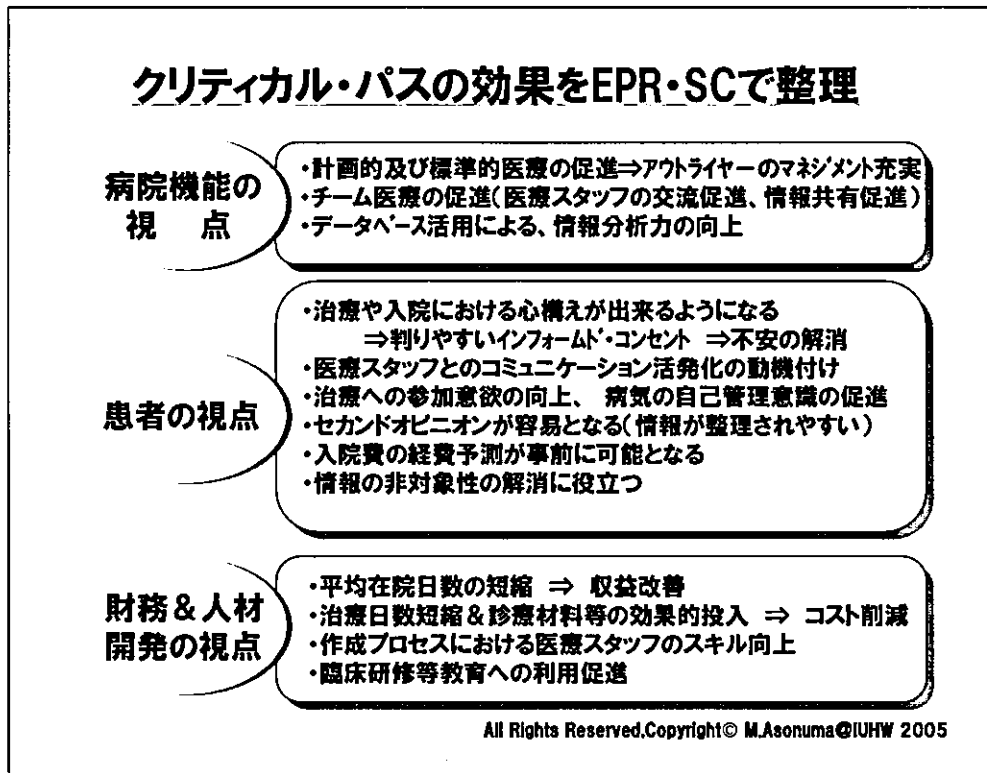 クリティカル・パスの効果をEPR・SCで整理
病院機能の
視　点
・計画的及び標準的医療の促進⇒アウトライヤーのマネジメント充実
・チーム医療の促進(医療スタッフの交流促進、情報共有促進)
・データベース活用による、情報分析力の向上
患者の視点
・治療や入院における心構えが出来るようになる
⇒判りやすいインフォームド・コンセント ⇒不安の解消
・医療スタッフとのコミュニケーション活発化の動機付け
・治療への参加意欲の向上、 病気の自己管理意識の促進
・セカンドオピニオンが容易となる(情報が整理されやすい)
・入院費の経費予測が事前に可能となる
・情報の非対象性の解消に役立つ
財務&人材
開発の視点
・平均在院日数の短縮 ⇒ 収益改善
・治療日数短縮&診療材料等の効果的投入 ⇒ コスト削減
・作成プロセスにおける医療スタッフのスキル向上
・臨床研修等教育への利用促進
All Rights Reserved.Copyright© M.Asonuma@IUHW 2005